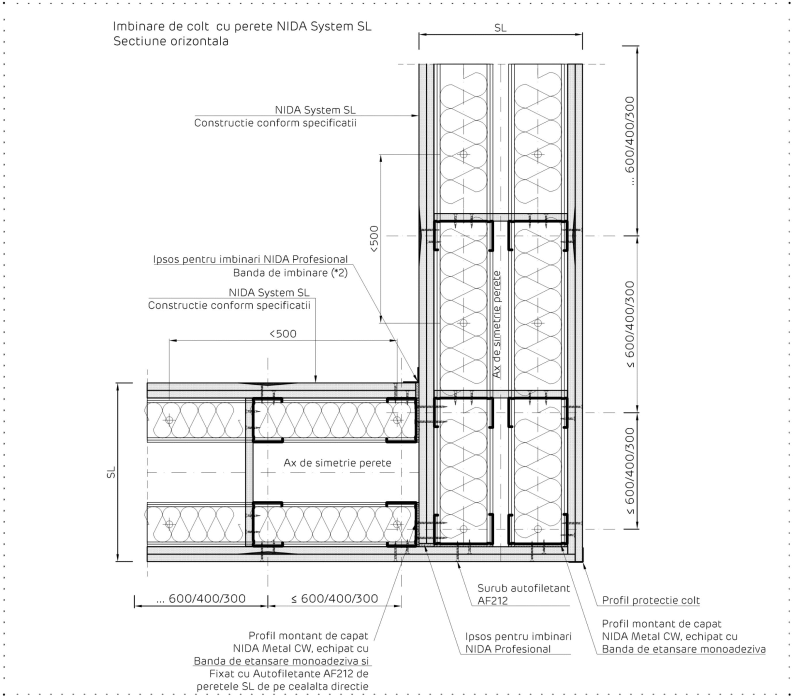 Imbinare de colt cu perete NIDA System SL
Sectiune orizontala
SL
NIDA System SL
Constructie conform specificatii
... 600/400/300
<500
Ipsos pentru imbinari NIDA Profesional
Banda de imbinare (*2)
NIDA System SL
Constructie conform specificatii
Ax de simetrie perete
≤ 600/400/300
<500
Ax de simetrie perete
SL
≤ 600/400/300
... 600/400/300
≤ 600/400/300
Surub autofiletant
AF212
Profil protectie colt
Profil montant de capat
NIDA Metal CW, echipat cu
Banda de etansare monoadeziva si
Fixat cu Autofiletante AF212 de
peretele SL de pe cealalta directie
Ipsos pentru imbinari
NIDA Profesional
Profil montant de capat
NIDA Metal CW, echipat cu
Banda de etansare monoadeziva